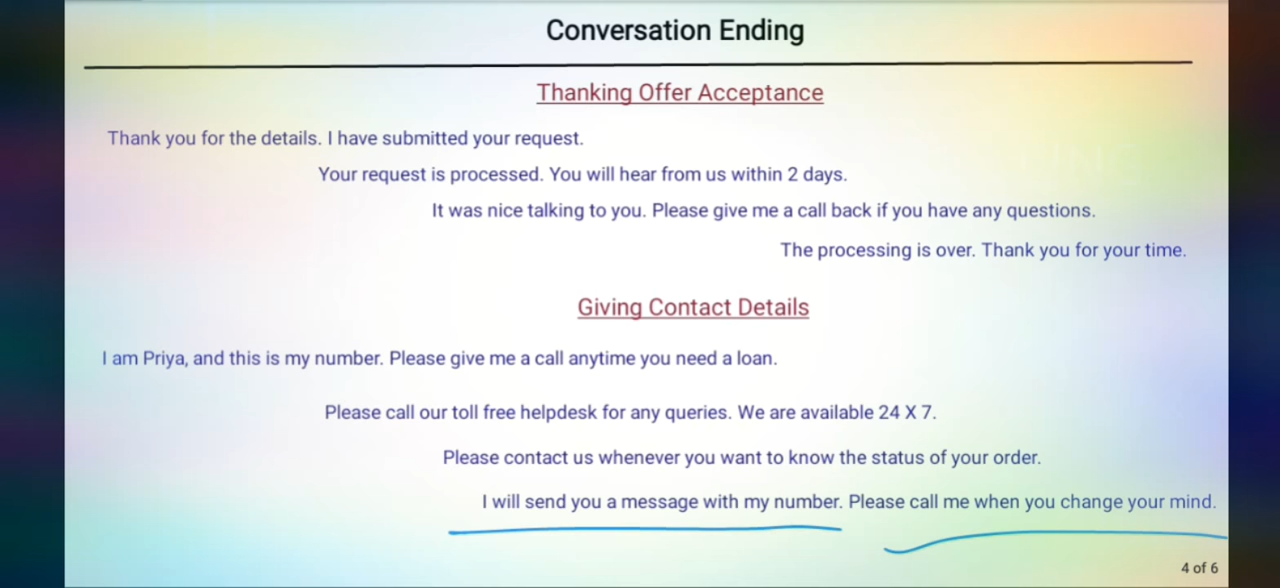 Conversation Ending
Thanking Offer Acceptance
Thank you for the details. I have submitted your request.
Your request is processed. You will hear from us within 2 days.
It was nice talking to you. Please give me a call back if you have any questions.
The processing is over. Thank you for your time.
Giving Contact Details
I am Priya, and this is my number. Please give me a call anytime you need a loan.
Please call our toll free helpdesk for any queries. We are available 24 X 7.
Please contact us whenever you want to know the status of your order.
I will send you a message with my number. Please call me when you change your mind.
4 of 6